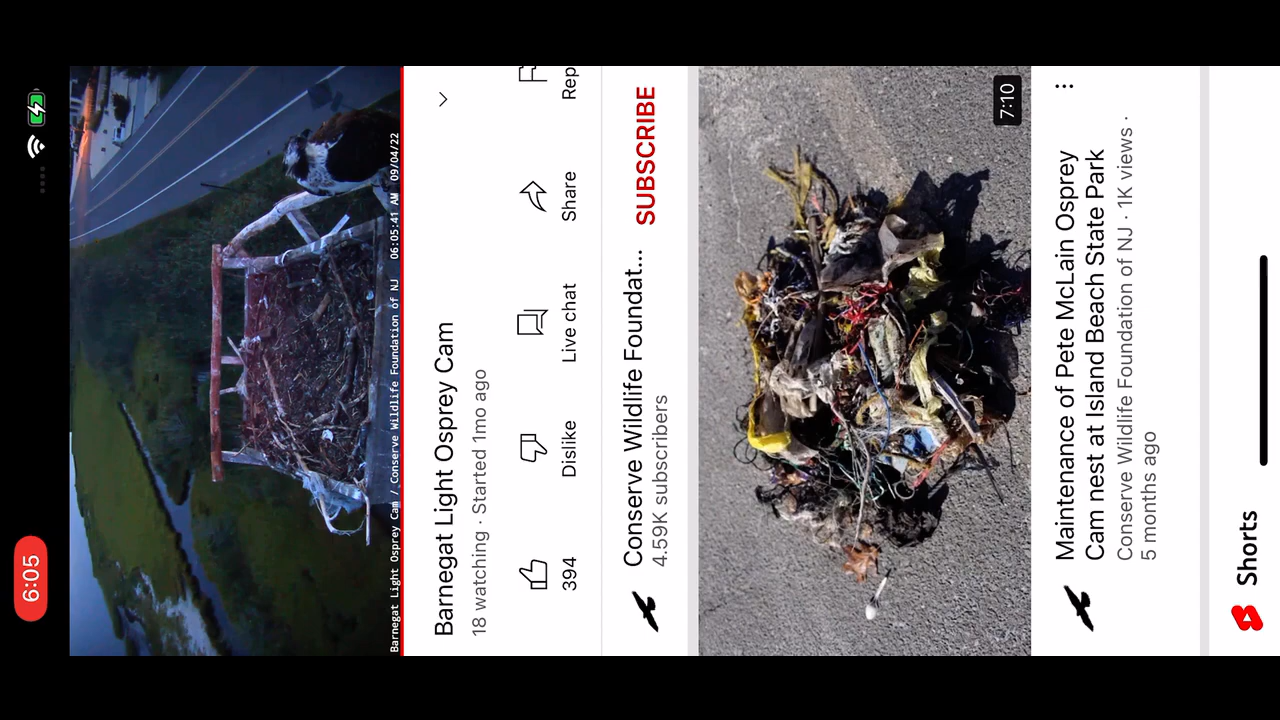 6:05
Barnegat Light Osprey Cam / Conserve Wildlife Foundation of NJ 06:05:41 AM 09/04/22
Barnegat Light Osprey Cam
18 watching · Started 1mo ago
394
Dislike
Live chat
Share
Rep
Conserve Wildlife Foundat...
4.59K subscribers
SUBSCRIBE
7:10
Maintenance of Pete McLain Osprey
Cam nest at Island Beach State Park
Conserve Wildlife Foundation of NJ · 1K views ·
5 months ago
Shorts